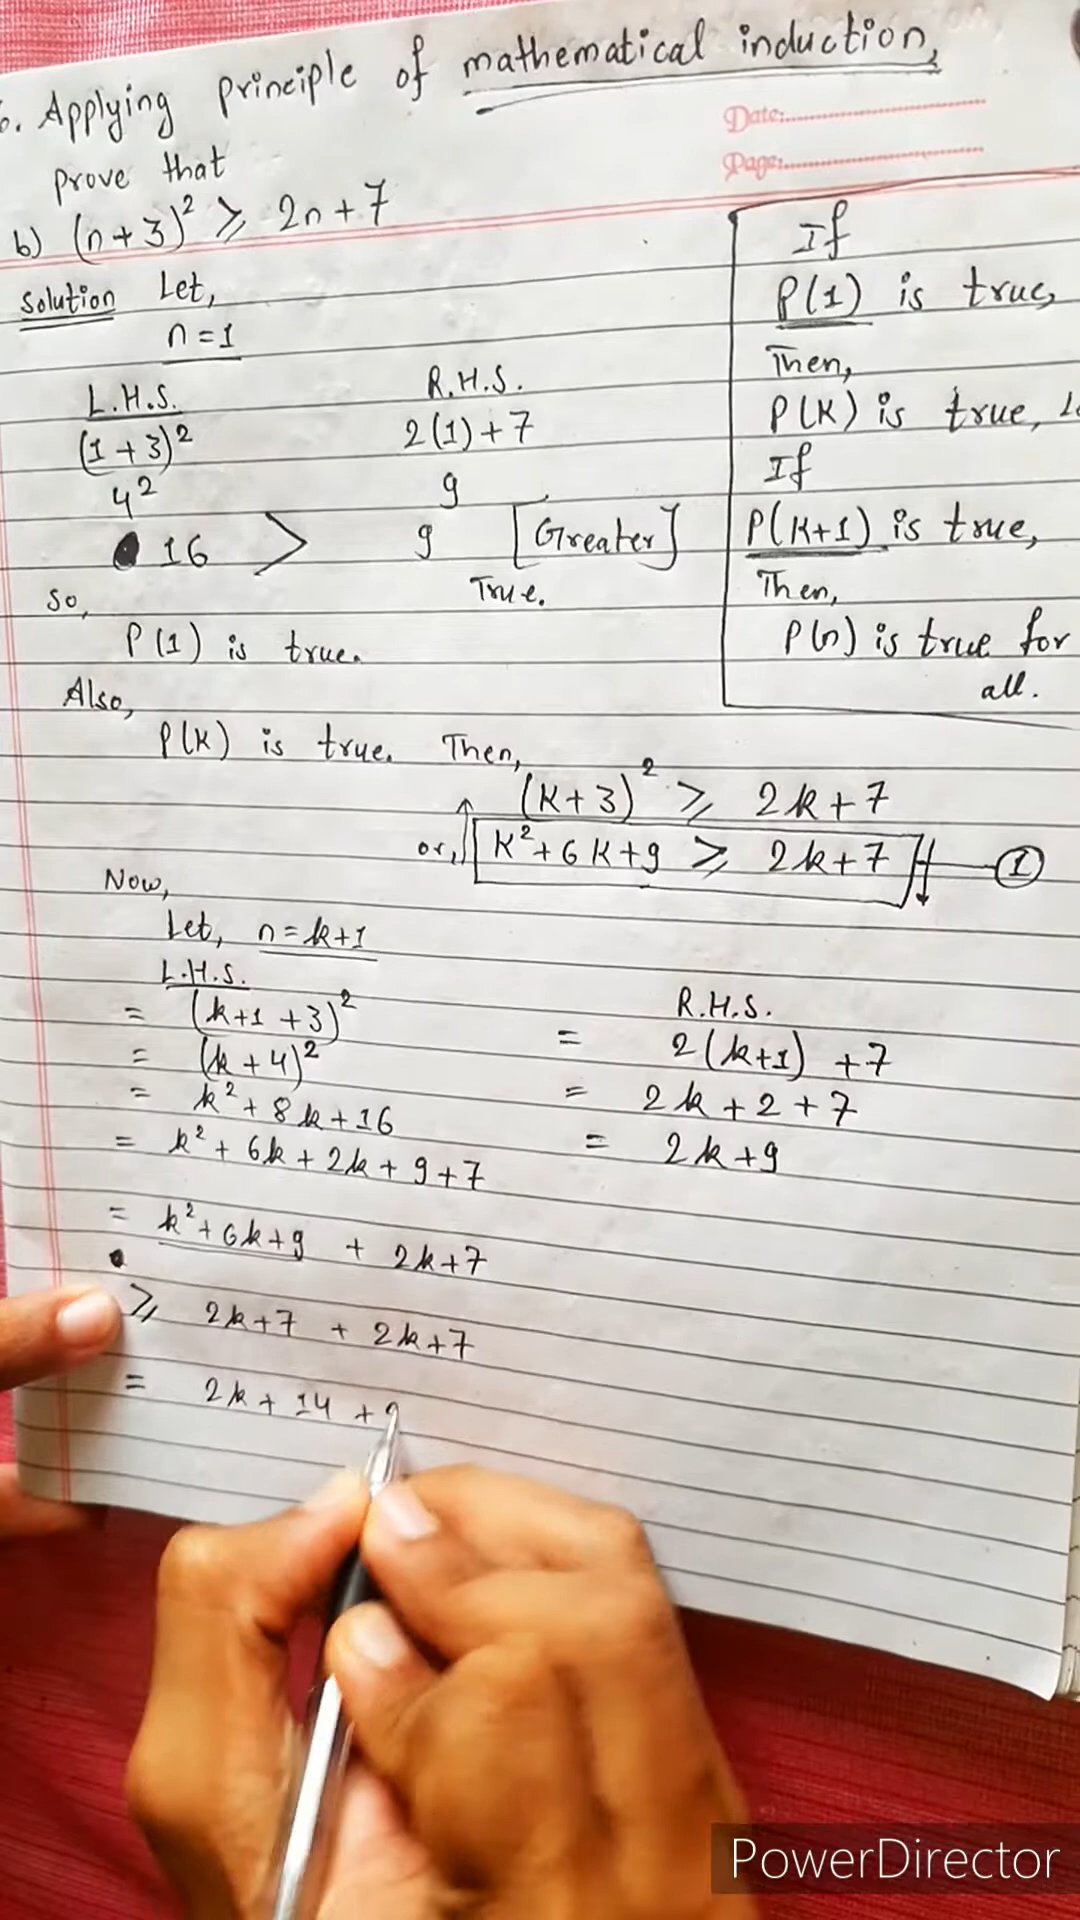 6. Applying principle of mathematical induction,
prove that
Date:
Page:
b) (n+3)² ⩾ 2n+7
Solution Let,
n=1
L.H.S. R.H.S.
(1+3)² 2(1)+7
4² 9
16 > 9 [Greater]
True.
So,
P(1) is true.
If
P(1) is true,
Then,
P(K) is true,
If
P(K+1) is true,
Then,
P(n) is true for
all.
Also,
P(K) is true. Then,
(K+3)² ⩾ 2k+7
or, K²+6K+9 ⩾ 2k+7 — ①
Now,
Let, n=k+1
L.H.S. R.H.S.
= (k+1+3)² = 2(k+1)+7
= (k+4)² = 2k+2+7
= k²+8k+16 = 2k+9
= k²+6k+2k+9+7
= k²+6k+9 + 2k+7
⩾ 2k+7 + 2k+7
= 2k+14 +
PowerDirector